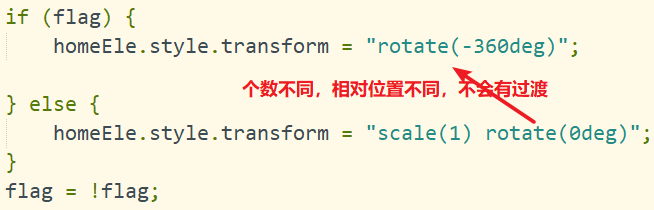 if (flag) {
    homeEle.style.transform = "rotate(-360deg)";
个数不同，相对位置不同，不会有过渡
} else {
    homeEle.style.transform = "scale(1) rotate(0deg)";
}
flag = !flag;